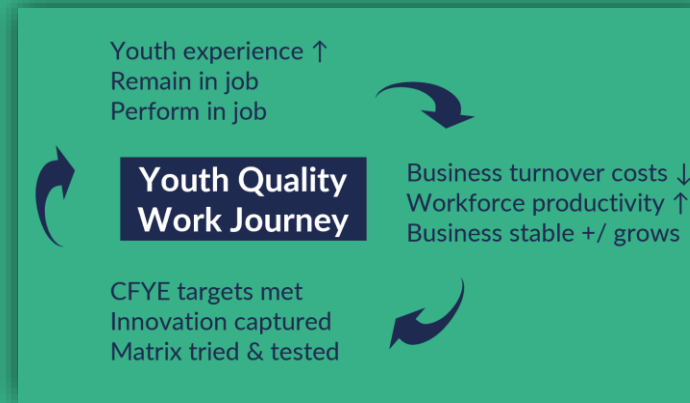 Youth experience ↑
Remain in job
Perform in job
Youth Quality
Work Journey
Business turnover costs ↓
Workforce productivity ↑
Business stable +/ grows
CFYE targets met
Innovation captured
Matrix tried & tested